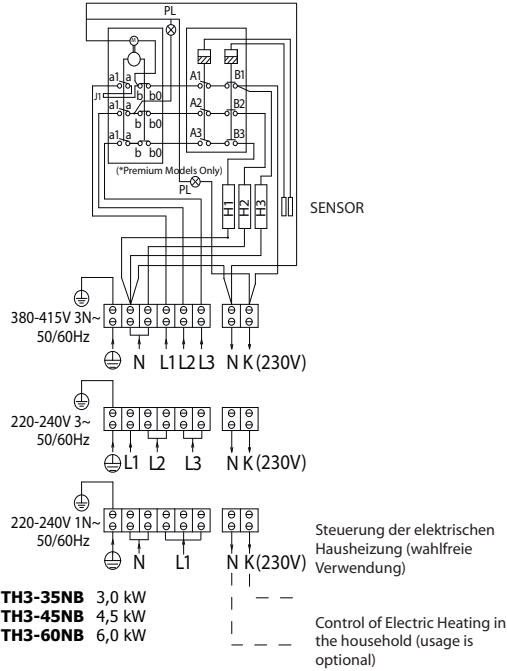 PL
M
a1 a
J1
b b0
A1
B1
a1 a
b b0
A2
B2
a1 a
b b0
A3
B3
(*Premium Models Only)
PL
H1
H2
H3
SENSOR
380-415V 3N~
50/60Hz
N L1 L2 L3 N K (230V)
220-240V 3~
50/60Hz
L1 L2 L3 N K (230V)
220-240V 1N~
50/60Hz
N L1 N K (230V)
Steuerung der elektrischen
Hausheizung (wahlfreie
Verwendung)
TH3-35NB 3,0 kW
TH3-45NB 4,5 kW
TH3-60NB 6,0 kW
Control of Electric Heating in
the household (usage is
optional)